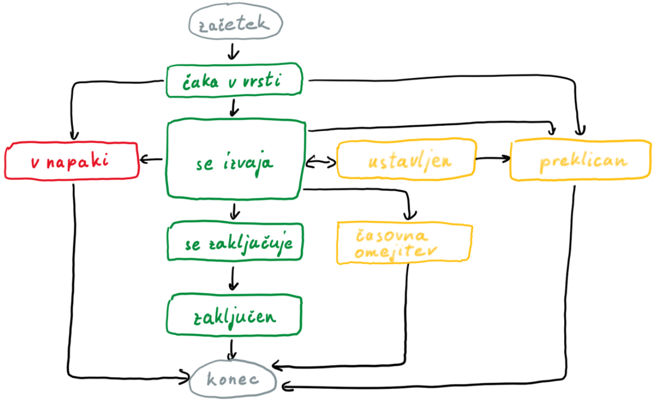 začetek
čaka v vrsti
v napaki
se izvaja
ustavljen
preklican
se zaključuje
časovna
omejitev
zaključen
konec